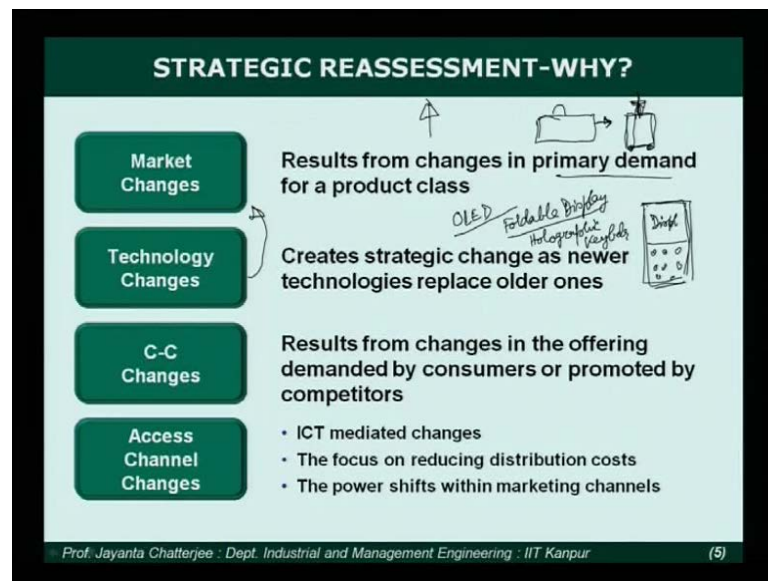 STRATEGIC REASSESSMENT-WHY?
Market
Changes
Results from changes in primary demand
for a product class
OLED
Foldable Display
Holographic
Technology
Changes
Displ
Creates strategic change as newer
technologies replace older ones
C-C
Changes
Results from changes in the offering
demanded by consumers or promoted by
competitors
Access
Channel
Changes
• ICT mediated changes
• The focus on reducing distribution costs
• The power shifts within marketing channels
Prof. Jayanta Chatterjee : Dept. Industrial and Management Engineering : IIT Kanpur (5)